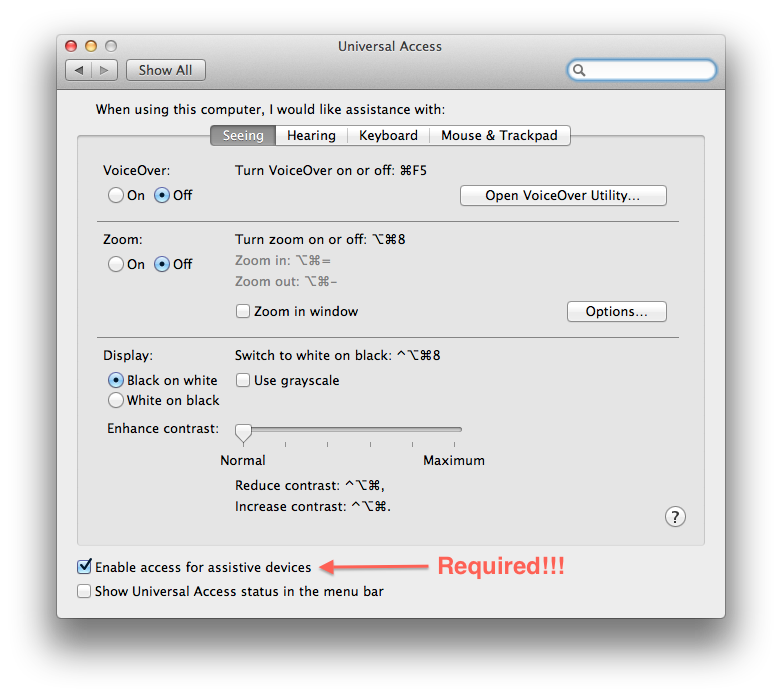 Universal Access
Show All
When using this computer, I would like assistance with:
Seeing Hearing Keyboard Mouse & Trackpad
VoiceOver: Turn VoiceOver on or off: ⌘F5
On Off Open VoiceOver Utility...
Zoom: Turn zoom on or off: ⌥⌘8
On Off Zoom in: ⌥⌘=
Zoom out: ⌥⌘-
Zoom in window Options...
Display: Switch to white on black: ^⌥⌘8
Black on white Use grayscale
White on black
Enhance contrast:
Normal Maximum
Reduce contrast: ^⌥⌘,
Increase contrast: ^⌥⌘.
?
Enable access for assistive devices Required!!!
Show Universal Access status in the menu bar